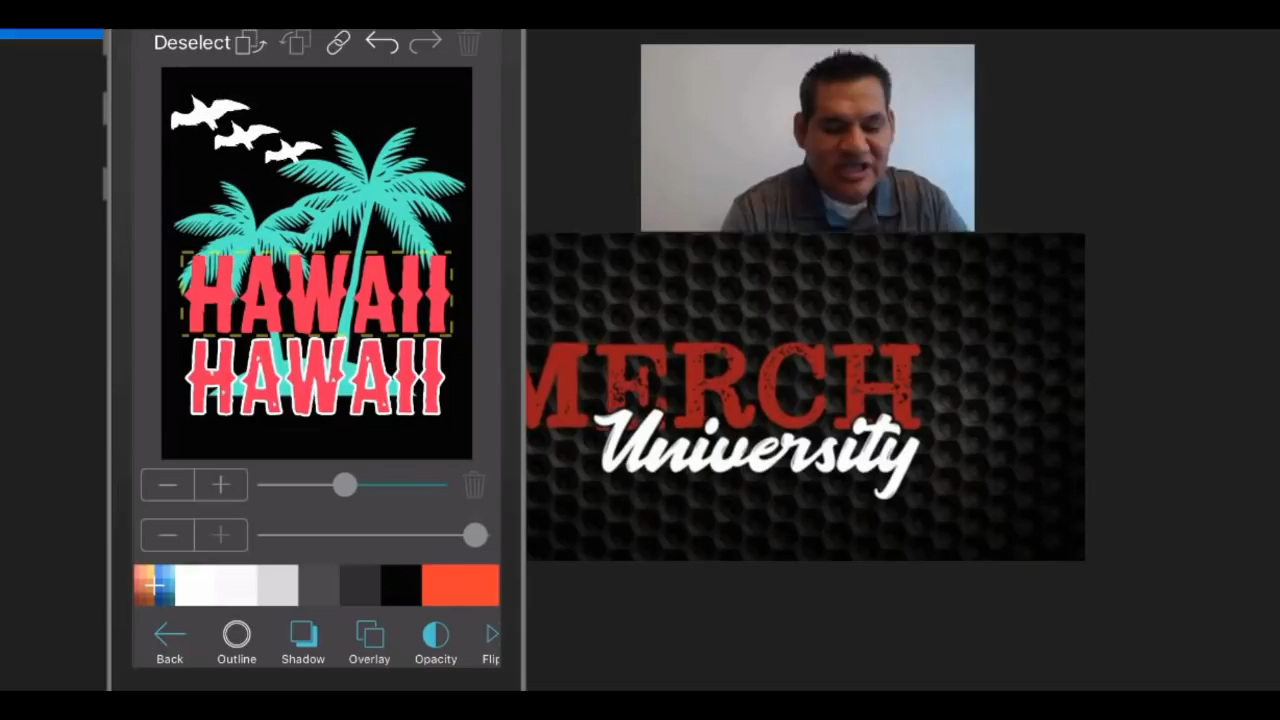 Deselect
HAWAII
HAWAII
Back
Outline
Shadow
Overlay
Opacity
Flip
MERCH
University